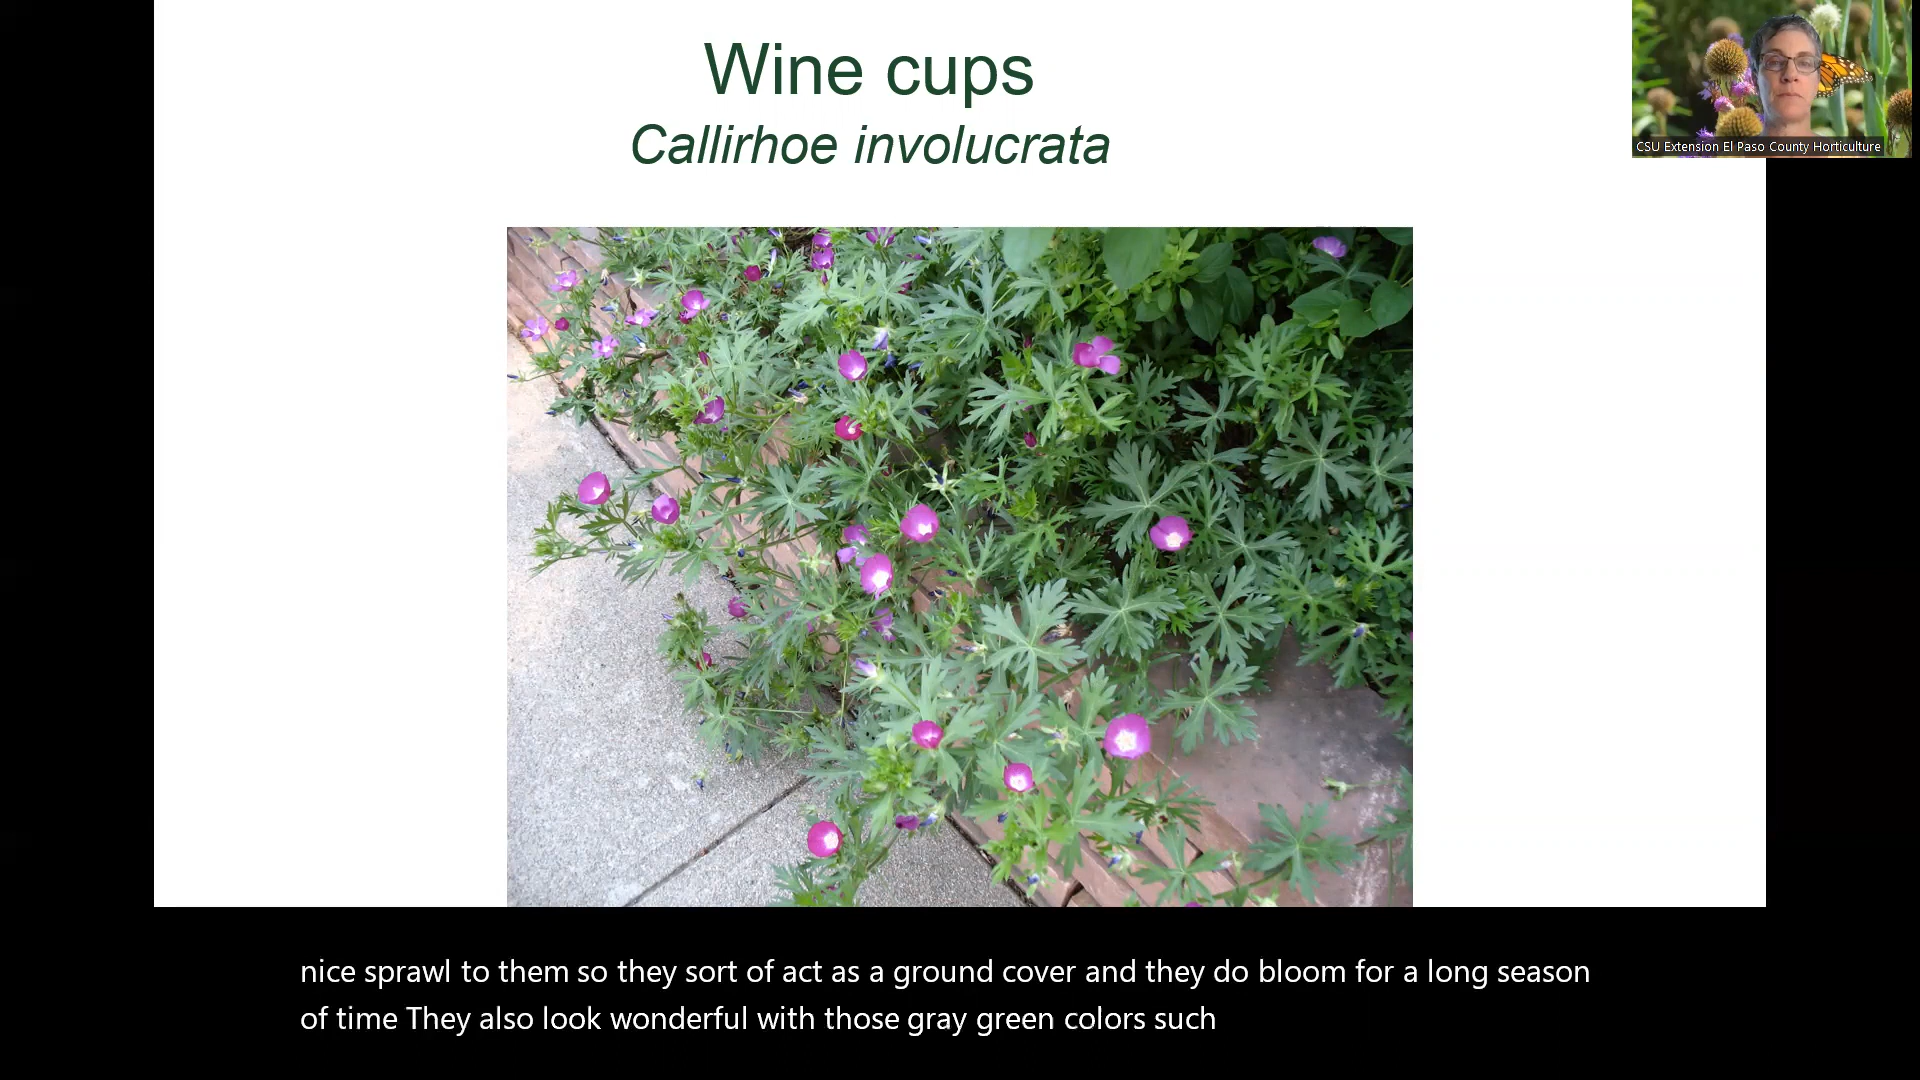 Wine cups
Callirhoe involucrata
CSU Extension El Paso County Horticulture
nice sprawl to them so they sort of act as a ground cover and they do bloom for a long season
of time They also look wonderful with those gray green colors such